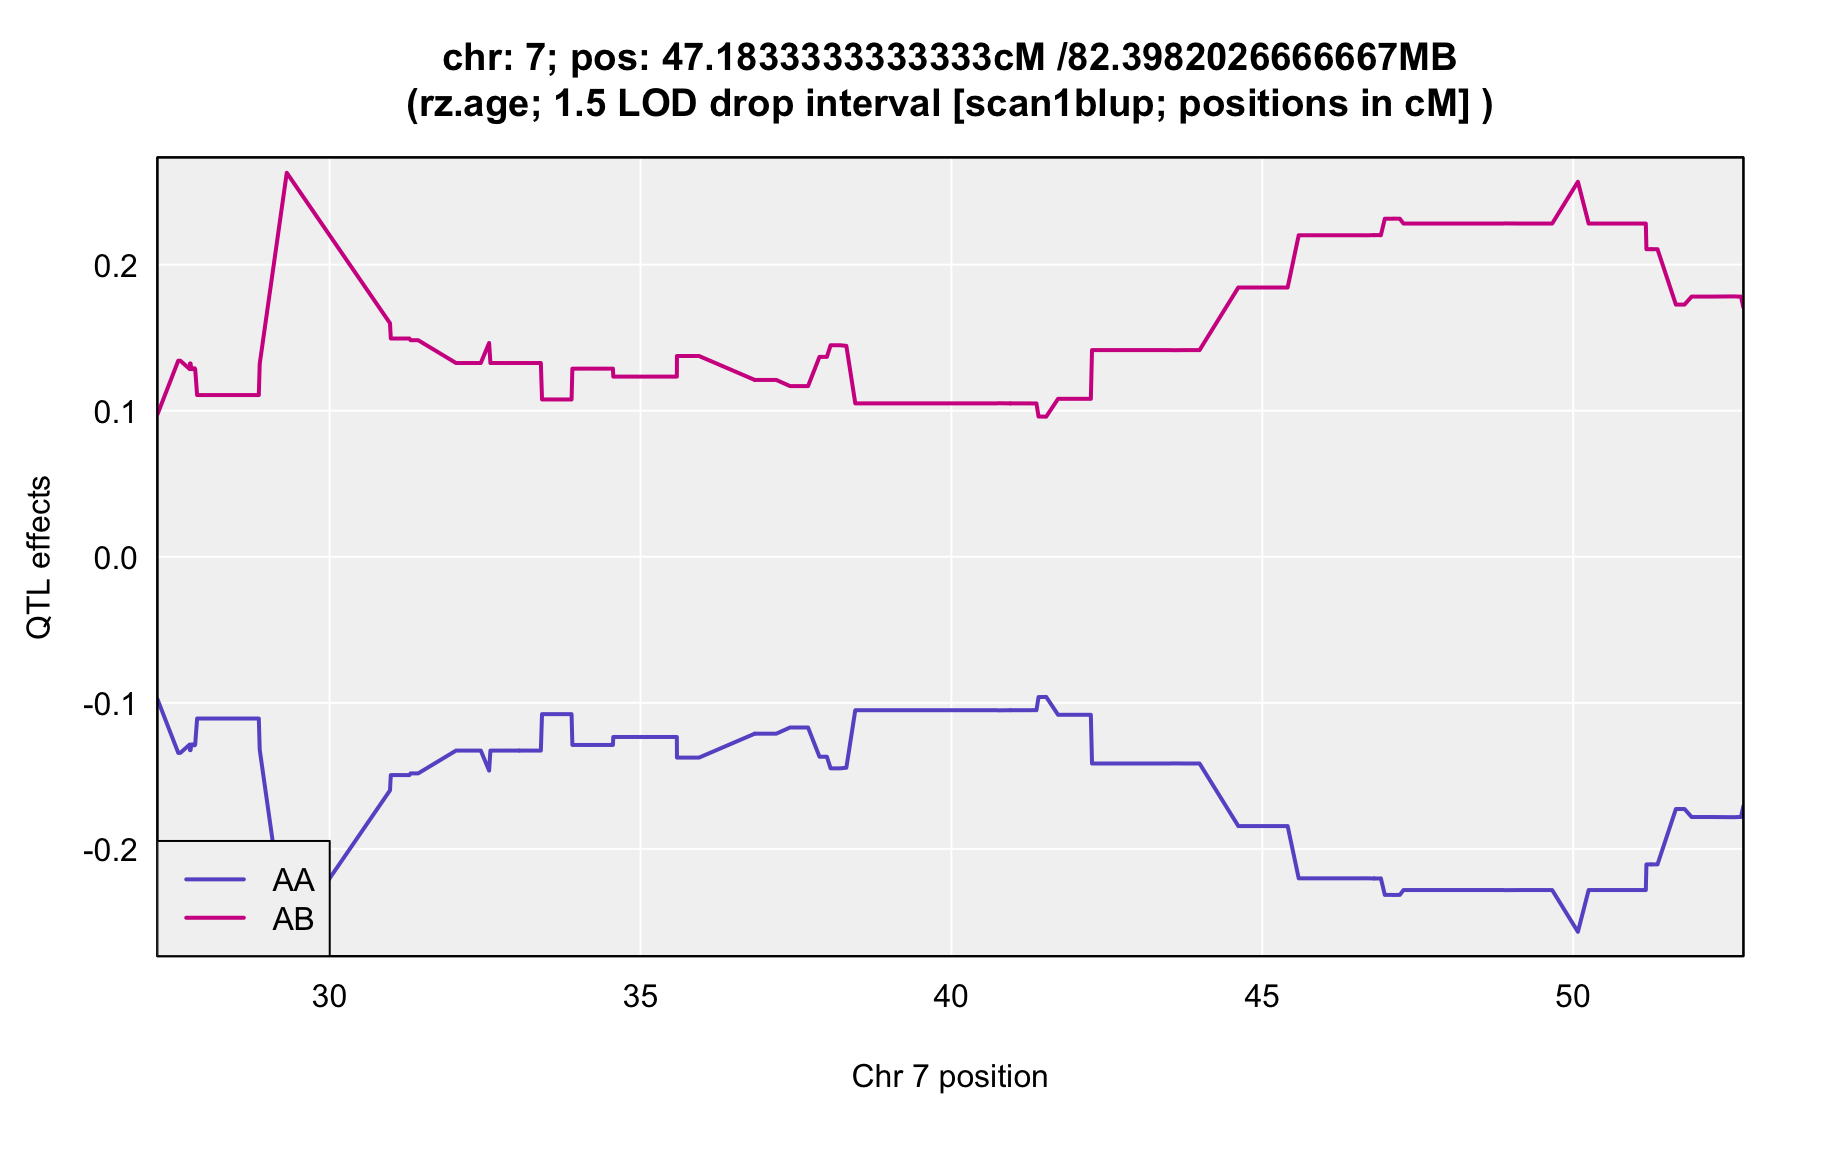 chr: 7; pos: 47.1833333333333cM /82.3982026666667MB
(rz.age; 1.5 LOD drop interval [scan1blup; positions in cM] )
QTL effects
0.2
0.1
0.0
-0.1
-0.2
AA
AB
30 35 40 45 50
Chr 7 position